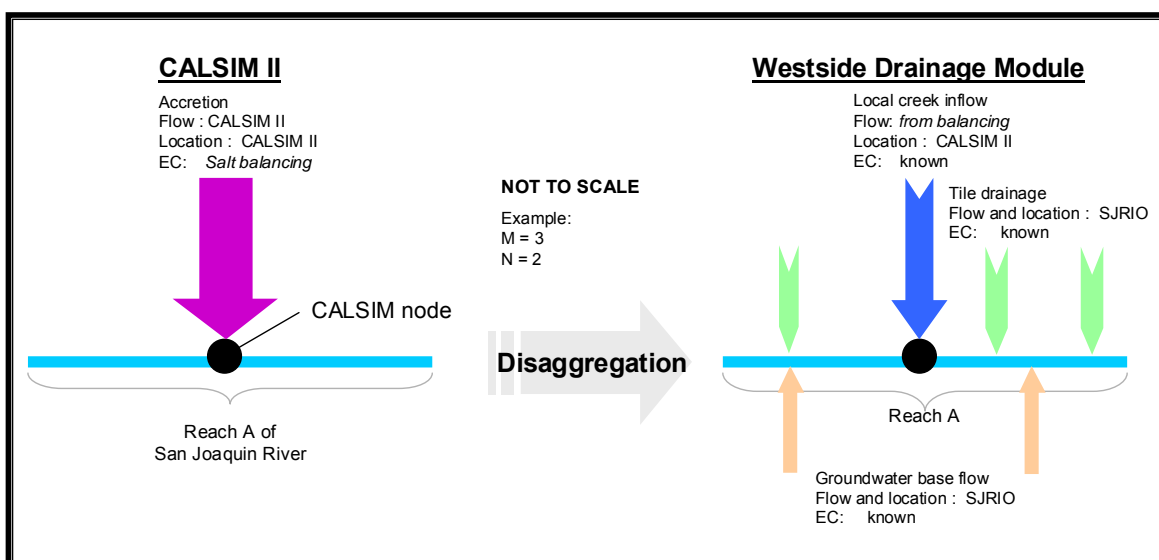 CALSIM II
Accretion
Flow : CALSIM II
Location :  CALSIM II
EC:    Salt balancing
CALSIM node
Reach A of
San Joaquin River
NOT TO SCALE
Example:
M = 3
N = 2
Disaggregation
Westside Drainage Module
Local creek inflow
Flow: from balancing
Location :  CALSIM II
EC:    known
Tile drainage
Flow and location :  SJRIO
EC:    known
Reach A
Groundwater base flow
Flow and location :  SJRIO
EC:    known